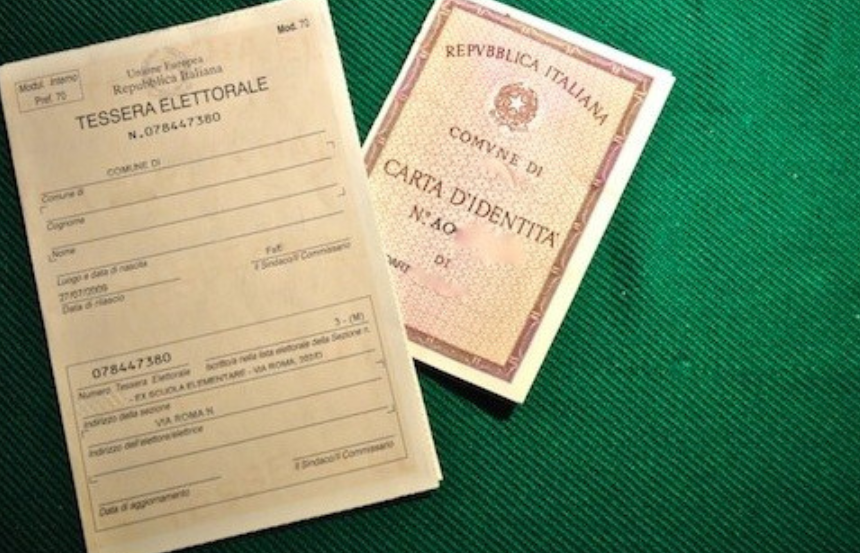 Mod. 70
Modul. Interno
Pref. 70
Unione Europea
Repubblica Italiana
TESSERA ELETTORALE
N.078447380
COMUNE DI
Comune di
Cognome
Nome
Luogo e data di nascita
Il Sindaco/Il Commissario
27/07/2009
Data di rilascio
3 - (M)
078447380
Iscritto/a nella lista elettorale della Sezione n.
Numero Tessera Elettorale
- EX SCUOLA ELEMENTARE - VIA ROMA,
Indirizzo della sezione
VIA ROMA N
Indirizzo dell'elettore/elettrice
Il Sindaco/Il Commissario
Data di aggiornamento
REPVBBLICA ITALIANA
COMVNE DI
CARTA D'IDENTITA'
N° AO
DI